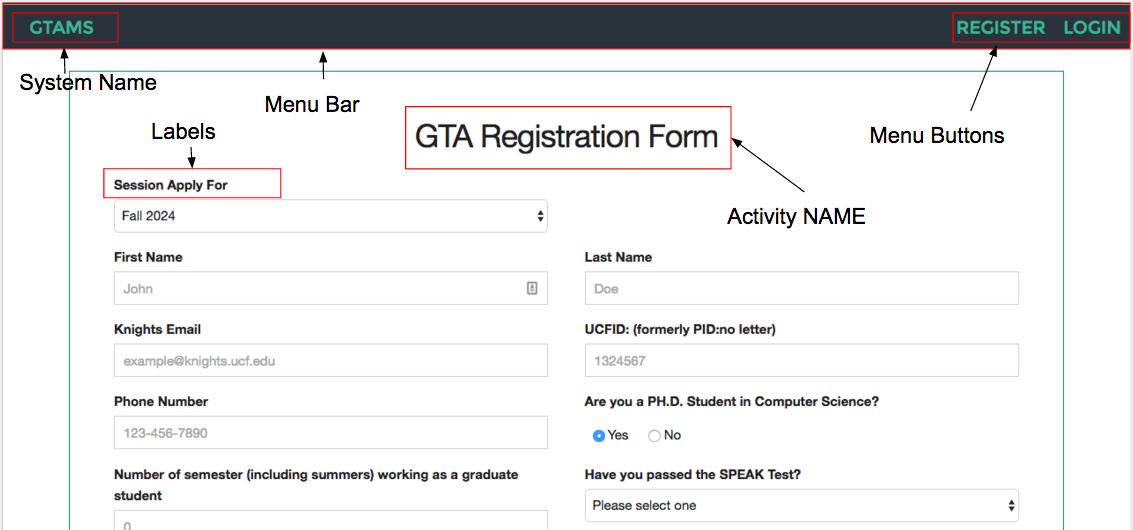 GTAMS
REGISTER LOGIN
System Name
Menu Bar
Labels
GTA Registration Form
Menu Buttons
Session Apply For
Activity NAME
Fall 2024
First Name
Last Name
John
Doe
Knights Email
UCFID: (formerly PID:no letter)
example@knights.ucf.edu
1324567
Phone Number
Are you a PH.D. Student in Computer Science?
123-456-7890
Yes No
Number of semester (including summers) working as a graduate
student
Have you passed the SPEAK Test?
Please select one
0